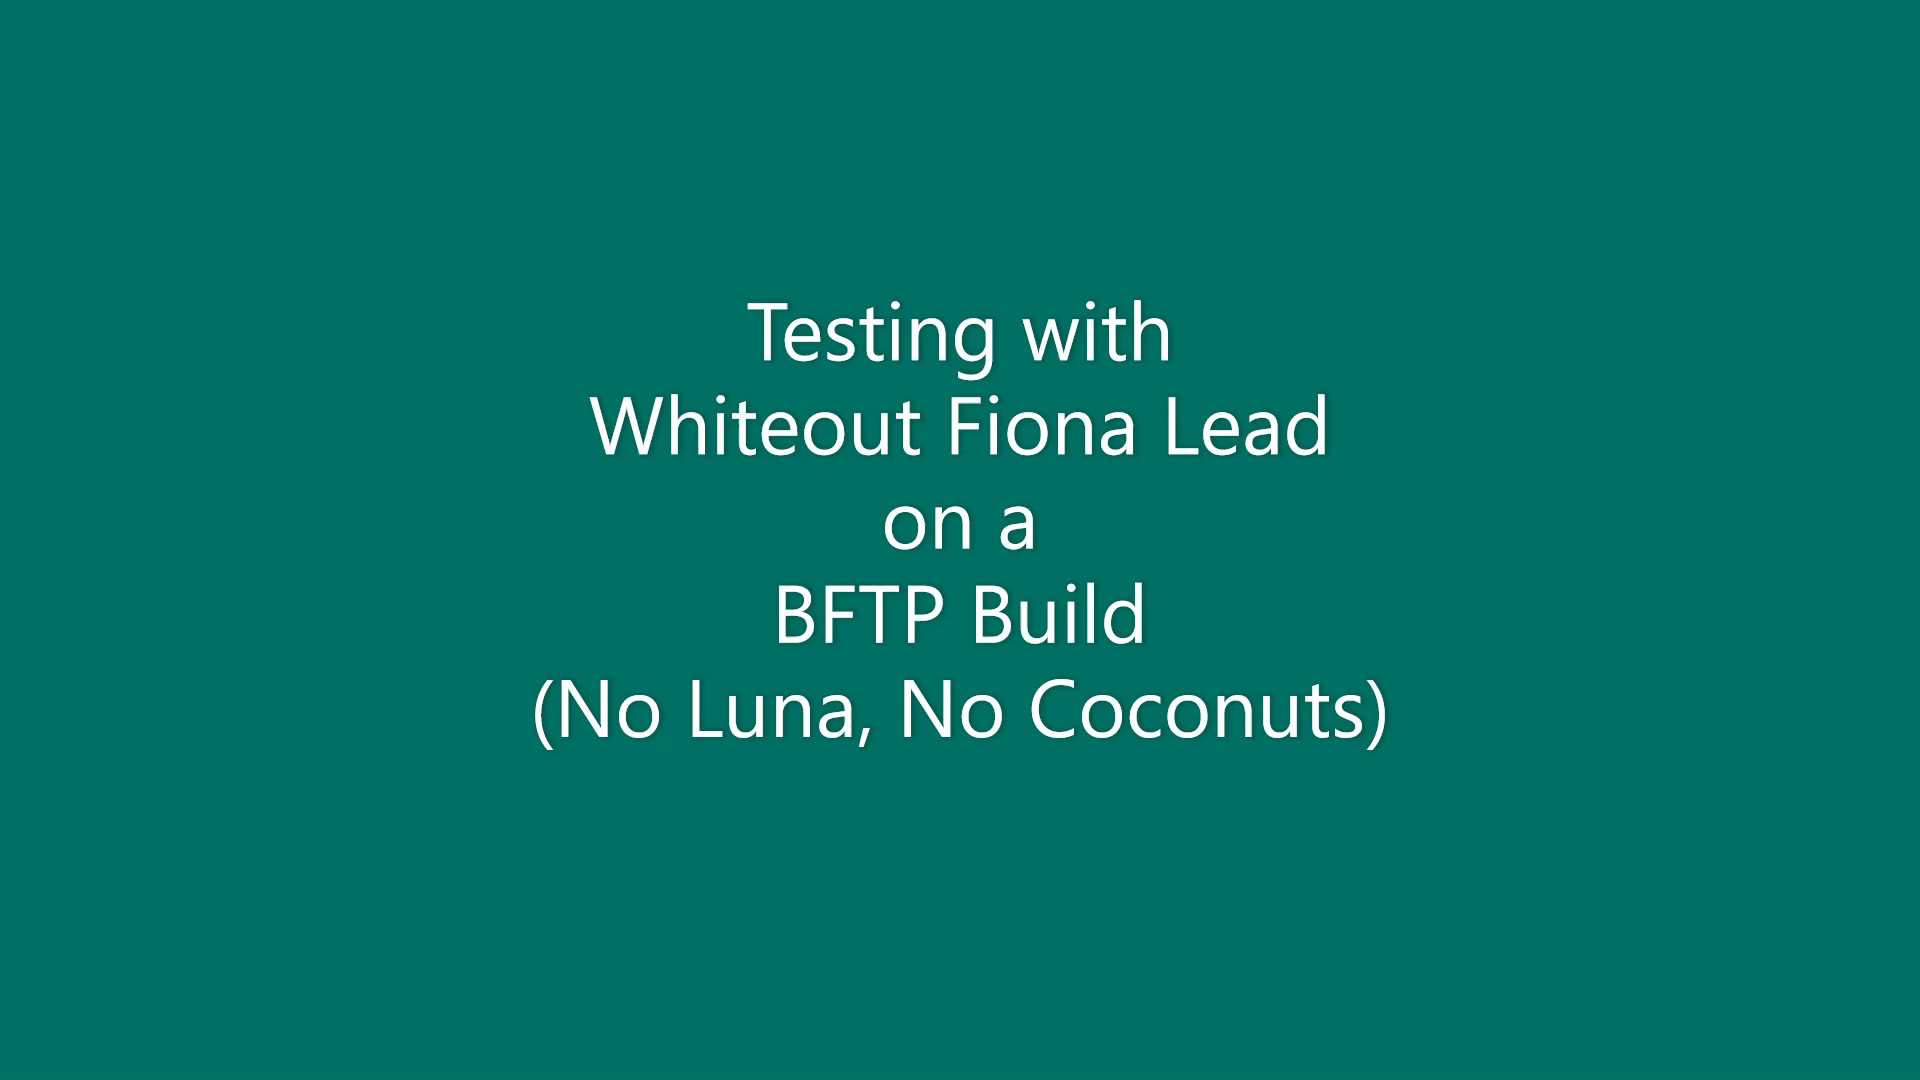 Testing with
Whiteout Fiona Lead
on a
BFTP Build
(No Luna, No Coconuts)